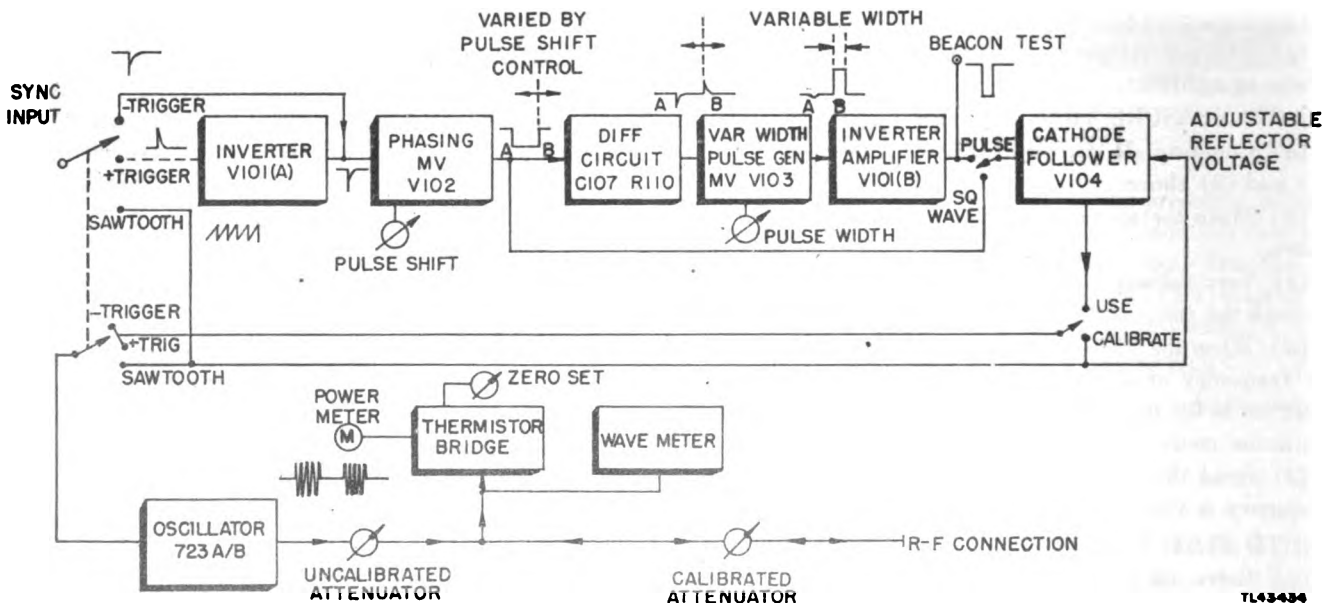 VARIED BY
PULSE SHIFT
CONTROL
VARIABLE WIDTH
BEACON TEST
SYNC
INPUT
-TRIGGER
+TRIGGER
SAWTOOTH
INVERTER
V101(A)
PHASING
MV
V102
PULSE SHIFT
A
B
DIFF
CIRCUIT
C107 R110
A
B
VAR WIDTH
PULSE GEN
MV V103
PULSE WIDTH
A
B
INVERTER
AMPLIFIER
V101(B)
PULSE
SQ
WAVE
CATHODE
FOLLOWER
V104
ADJUSTABLE
REFLECTOR
VOLTAGE
-TRIGGER
+TRIG
SAWTOOTH
USE
CALIBRATE
ZERO SET
POWER
METER
M
THERMISTOR
BRIDGE
WAVE METER
OSCILLATOR
723 A/B
UNCALIBRATED
ATTENUATOR
CALIBRATED
ATTENUATOR
R-F CONNECTION
TL43434